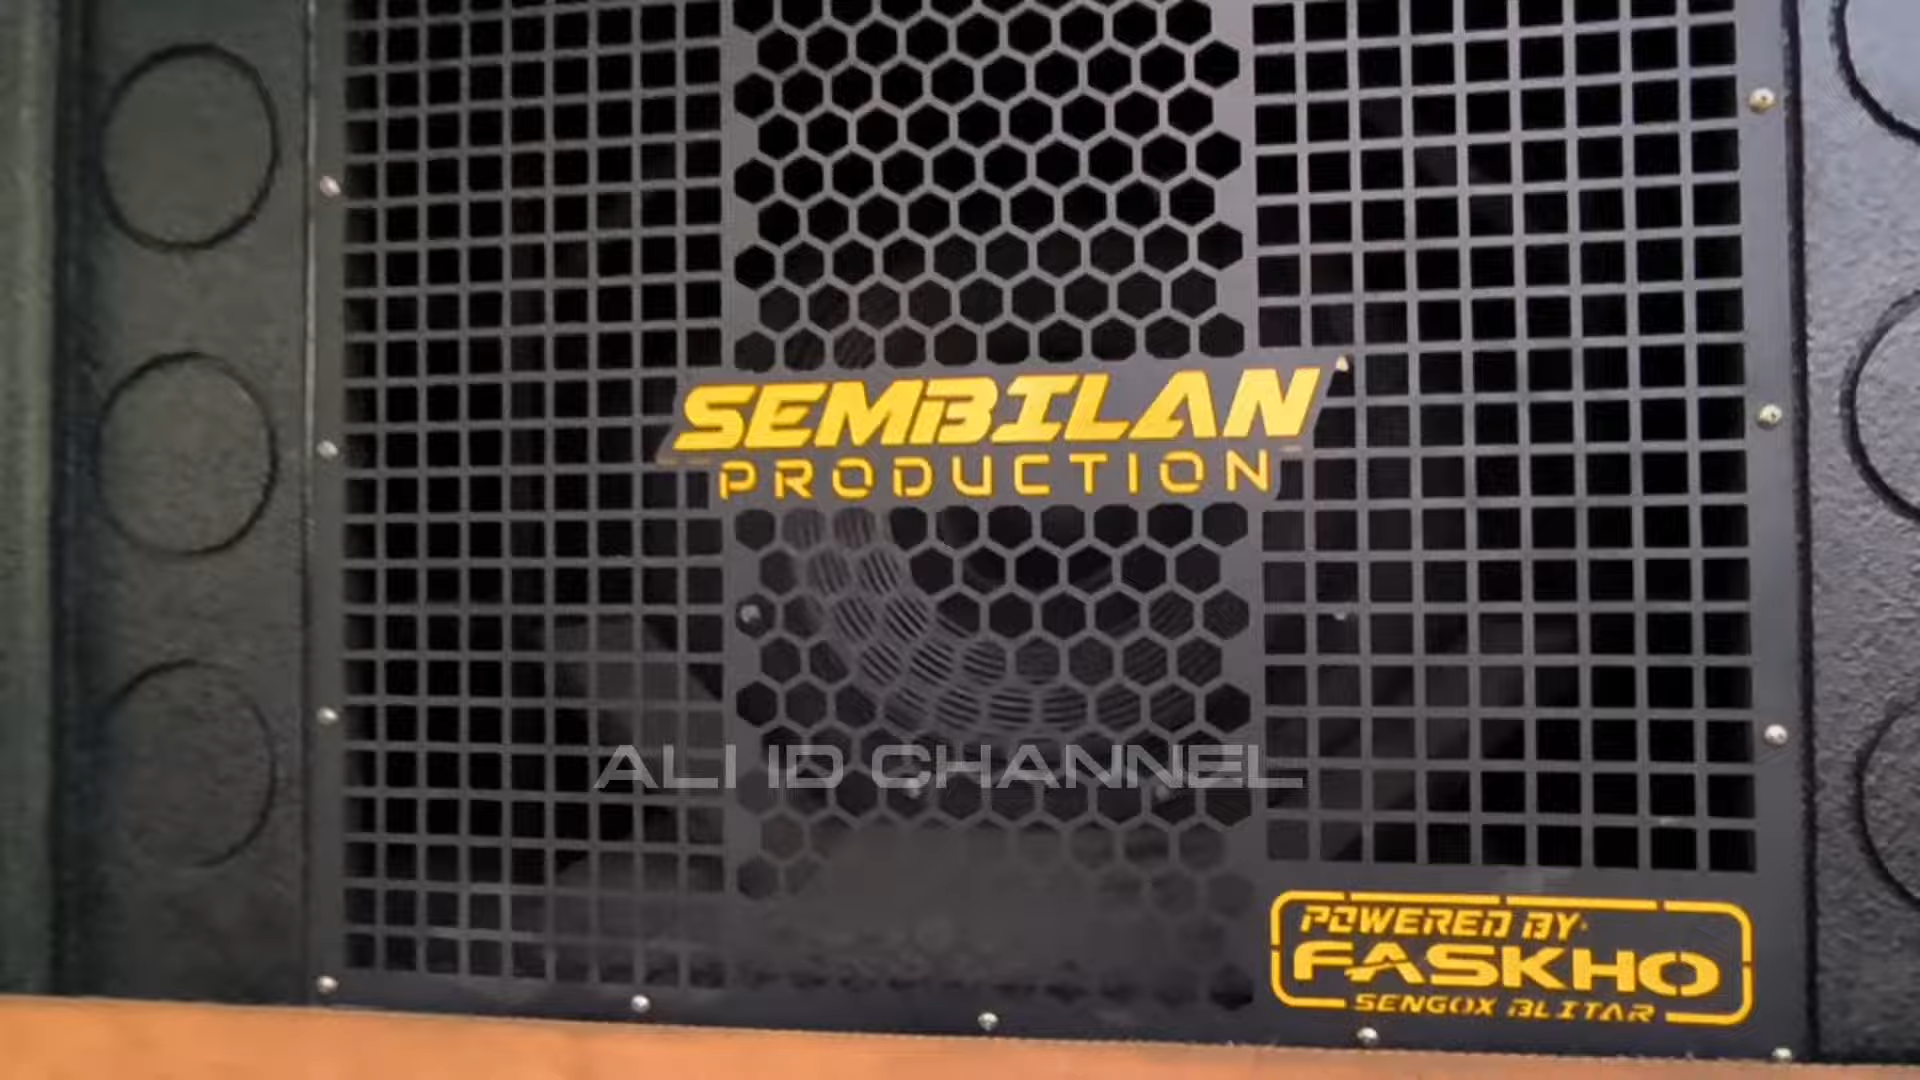 SEMBILAN
PRODUCTION
ALI ID CHANNEL
POWERED BY:
FASKHO
SENGOX BLITAR